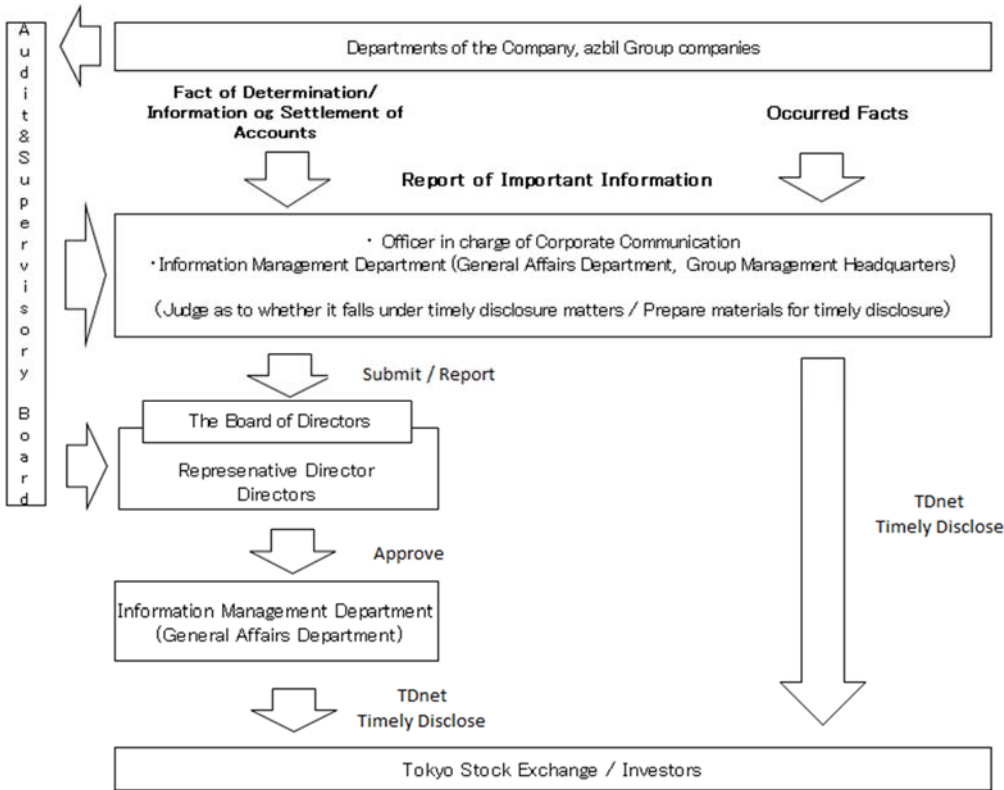 Audit&Supervisory Board
Departments of the Company, azbil Group companies
Fact of Determination/
Information og Settlement of
Accounts
Occurred Facts
Report of Important Information
・ Officer in charge of Corporate Communication
・Information Management Department (General Affairs Department, Group Management Headquarters)
(Judge as to whether it falls under timely disclosure matters / Prepare materials for timely disclosure)
Submit / Report
The Board of Directors
Represenative Director
Directors
TDnet
Timely Disclose
Approve
Information Management Department
(General Affairs Department)
TDnet
Timely Disclose
Tokyo Stock Exchange / Investors